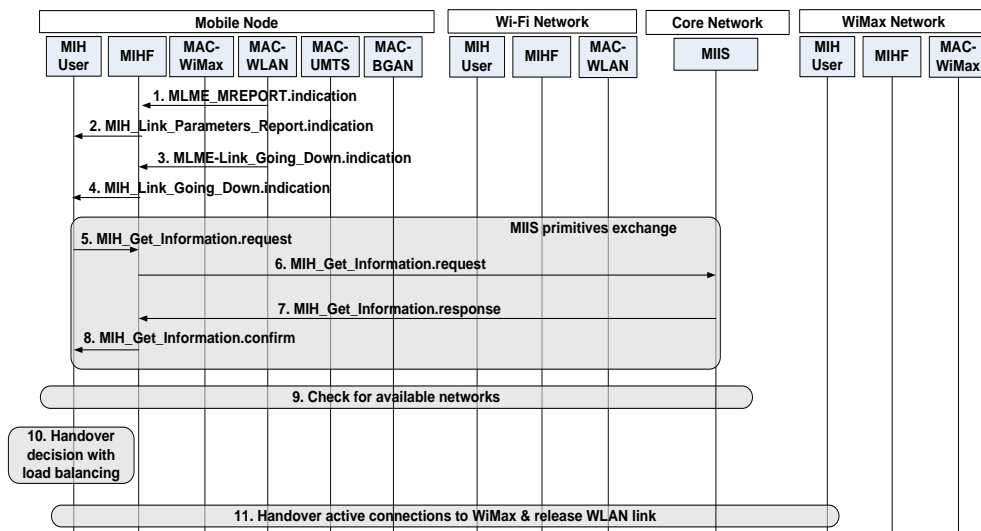 Mobile Node
Wi-Fi Network
Core Network
WiMax Network
MIH
User
MIHF
MAC-
WiMax
MAC-
WLAN
MAC-
UMTS
MAC-
BGAN
MIH
User
MIHF
MAC-
WLAN
MIIS
MIH
User
MIHF
MAC-
WiMax
1. MLME_MREPORT.indication
2. MIH_Link_Parameters_Report.indication
3. MLME-Link_Going_Down.indication
4. MIH_Link_Going_Down.indication
MIIS primitives exchange
5. MIH_Get_Information.request
6. MIH_Get_Information.request
7. MIH_Get_Information.response
8. MIH_Get_Information.confirm
9. Check for available networks
10. Handover
decision with
load balancing
11. Handover active connections to WiMax & release WLAN link